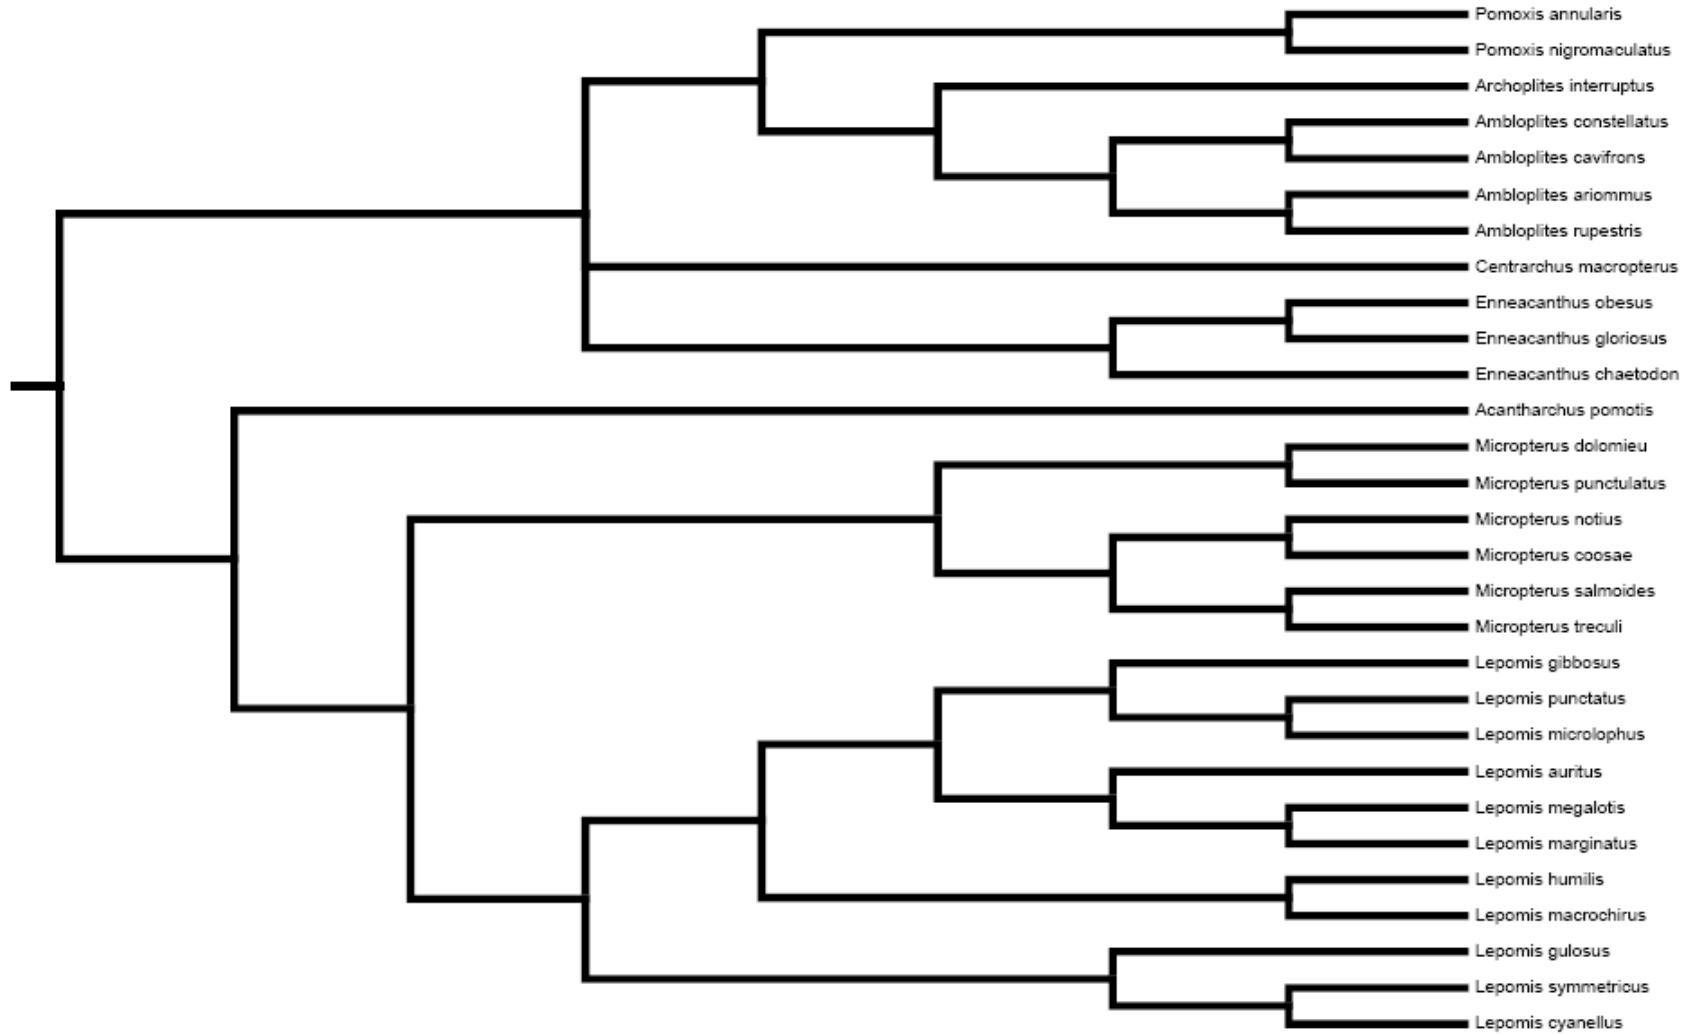 Pomoxis annularis
Pomoxis nigromaculatus
Archoplites interruptus
Ambloplites constellatus
Ambloplites cavifrons
Ambloplites ariommus
Ambloplites rupestris
Centrarchus macropterus
Enneacanthus obesus
Enneacanthus gloriosus
Enneacanthus chaetodon
Acantharchus pomotis
Micropterus dolomieu
Micropterus punctulatus
Micropterus notius
Micropterus coosae
Micropterus salmoides
Micropterus treculi
Lepomis gibbosus
Lepomis punctatus
Lepomis microlophus
Lepomis auritus
Lepomis megalotis
Lepomis marginatus
Lepomis humilis
Lepomis macrochirus
Lepomis gulosus
Lepomis symmetricus
Lepomis cyanellus